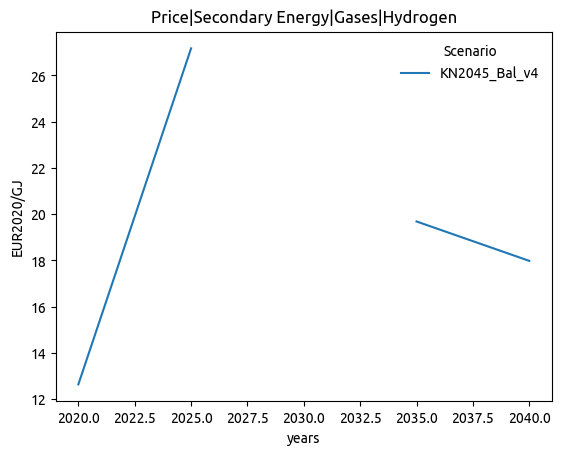 Price|Secondary Energy|Gases|Hydrogen
Scenario
KN2045_Bal_v4
EUR2020/GJ
26
24
22
20
18
16
14
12
2020.0 2022.5 2025.0 2027.5 2030.0 2032.5 2035.0 2037.5 2040.0
years